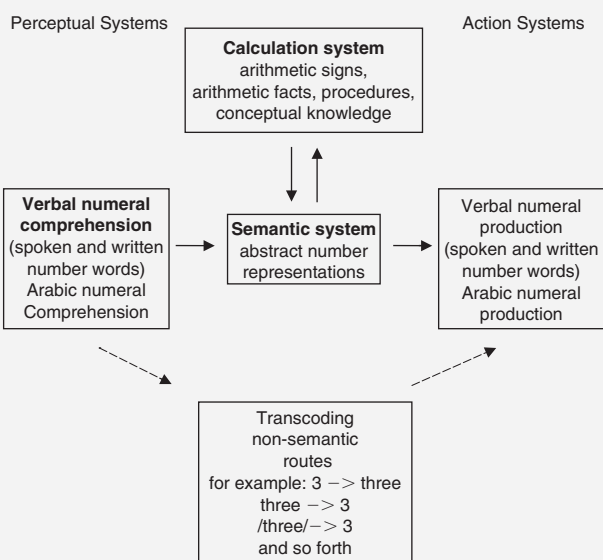 Perceptual Systems
Action Systems
Calculation system
arithmetic signs,
arithmetic facts, procedures,
conceptual knowledge
Verbal numeral
comprehension
(spoken and written
number words)
Arabic numeral
Comprehension
Semantic system
abstract number
representations
Verbal numeral
production
(spoken and written
number words)
Arabic numeral
production
Transcoding
non-semantic
routes
for example: 3 −> three
three −> 3
/three/−> 3
and so forth